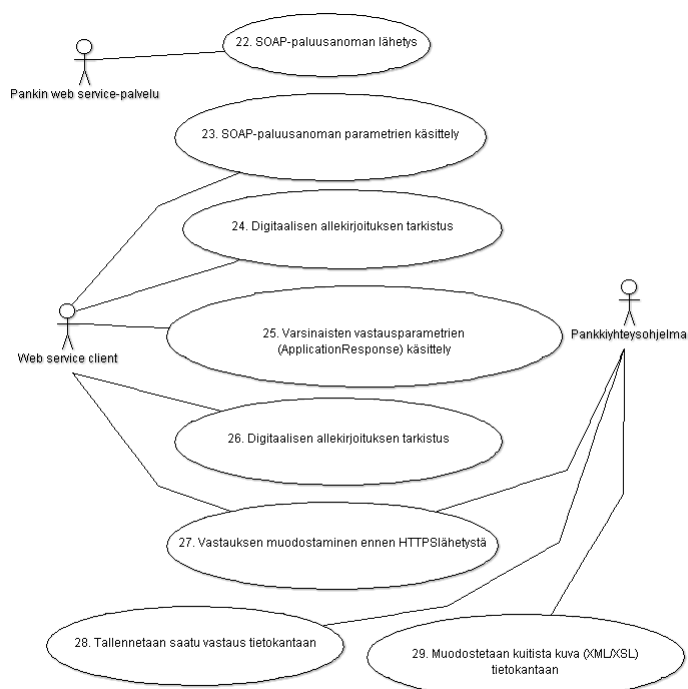 22. SOAP-paluusanoman lähetys
Pankin web service-palvelu
23. SOAP-paluusanoman parametrien käsittely
24. Digitaalisen allekirjoituksen tarkistus
25. Varsinaisten vastausparametrien
(ApplicationResponse) käsittely
Pankkiyhteysohjelma
Web service client
26. Digitaalisen allekirjoituksen tarkistus
27. Vastauksen muodostaminen ennen HTTPSlähetystä
28. Tallennetaan saatu vastaus tietokantaan
29. Muodostetaan kuitista kuva (XML/XSL)
tietokantaan